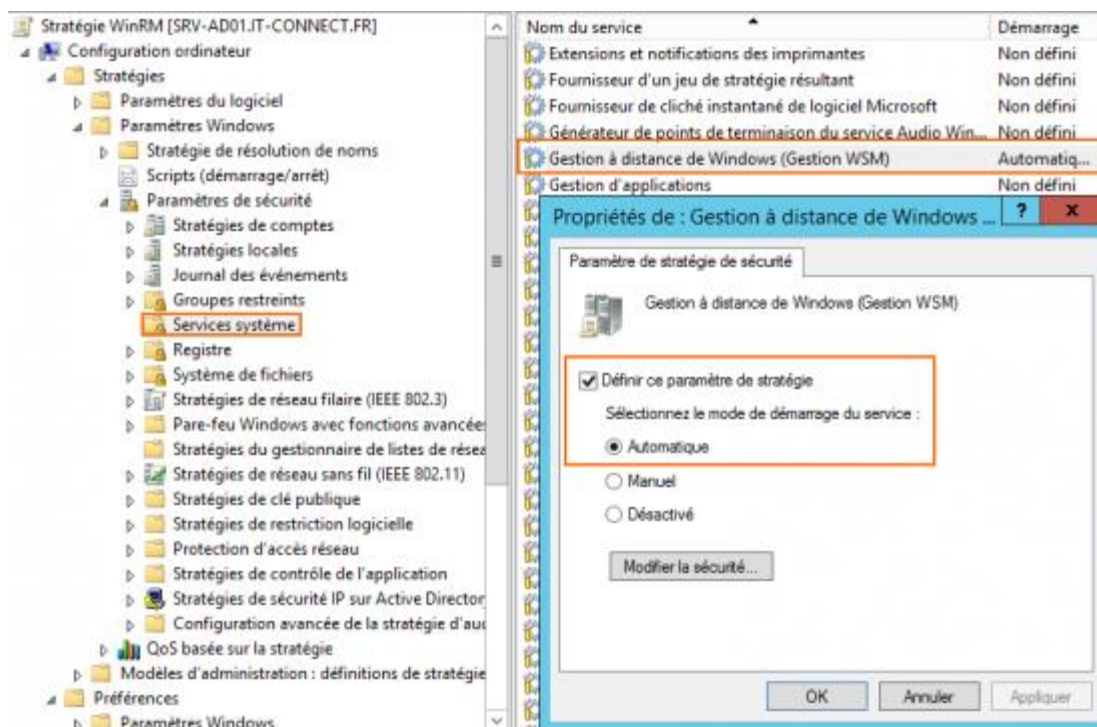 Stratégie WinRM [SRV-AD01.IT-CONNECT.FR]
Configuration ordinateur
Stratégies
Paramètres du logiciel
Paramètres Windows
Stratégie de résolution de noms
Scripts (démarrage/arrêt)
Paramètres de sécurité
Stratégies de comptes
Stratégies locales
Journal des événements
Groupes restreints
Services système
Registre
Système de fichiers
Stratégies de réseau filaire (IEEE 802.3)
Pare-feu Windows avec fonctions avancée
Stratégies du gestionnaire de listes de résea
Stratégies de réseau sans fil (IEEE 802.11)
Stratégies de clé publique
Stratégies de restriction logicielle
Protection d'accès réseau
Stratégies de contrôle de l'application
Stratégies de sécurité IP sur Active Director
Configuration avancée de la stratégie d'au
QoS basée sur la stratégie
Modèles d'administration : définitions de stratégie
Préférences
Paramètres Windows
Nom du service Démarrage
Extensions et notifications des imprimantes Non défini
Fournisseur d'un jeu de stratégie résultant Non défini
Fournisseur de cliché instantané de logiciel Microsoft Non défini
Générateur de points de terminaison du service Audio Win... Non défini
Gestion à distance de Windows (Gestion WSM) Automatiq...
Gestion d'applications Non défini
Propriétés de : Gestion à distance de Windows ... ? x
Paramètre de stratégie de sécurité
Gestion à distance de Windows (Gestion WSM)
Définir ce paramètre de stratégie
Sélectionnez le mode de démarrage du service :
Automatique
Manuel
Désactivé
Modifier la sécurité...
OK Annuler Appliquer